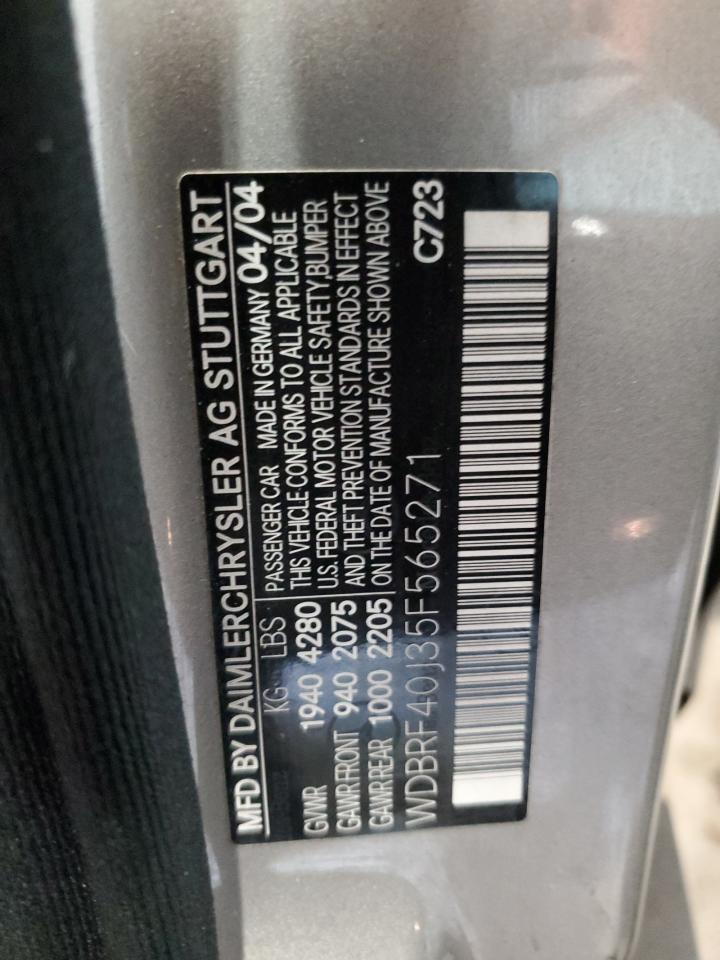 MFD BY DAIMLERCHRYSLER AG STUTTGART
KG LBS PASSENGER CAR MADE IN GERMANY 04/04
GVWR 1940 4280 THIS VEHICLE CONFORMS TO ALL APPLICABLE
GAWR FRONT 940 2075 U.S. FEDERAL MOTOR VEHICLE SAFETY,BUMPER
GAWR REAR 1000 2205 AND THEFT PREVENTION STANDARDS IN EFFECT
ON THE DATE OF MANUFACTURE SHOWN ABOVE
WDBRF40J35F565271 C723